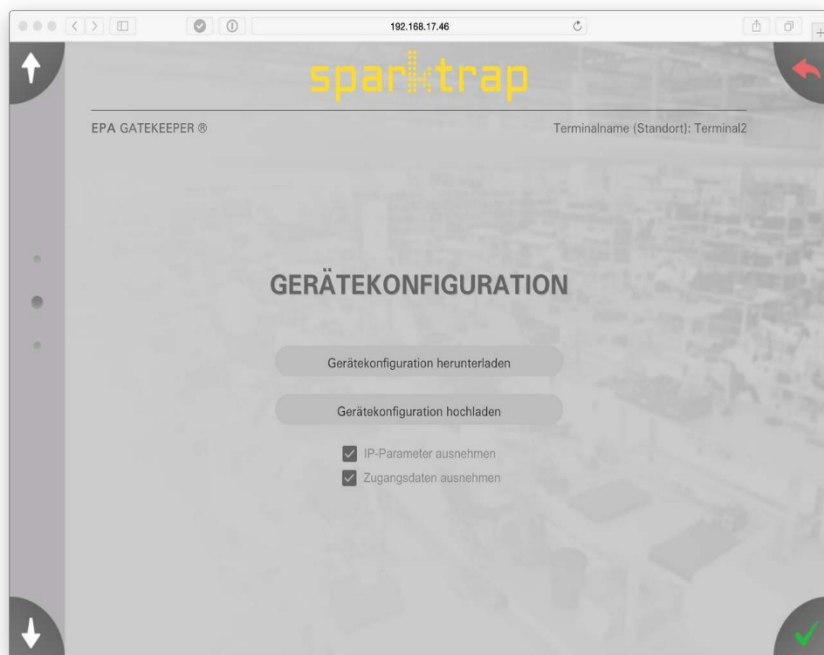 192.168.17.46
sparktrap
EPA GATEKEEPER ®
Terminalname (Standort): Terminal2
GERÄTEKONFIGURATION
Gerätekonfiguration herunterladen
Gerätekonfiguration hochladen
IP-Parameter ausnehmen
Zugangsdaten ausnehmen